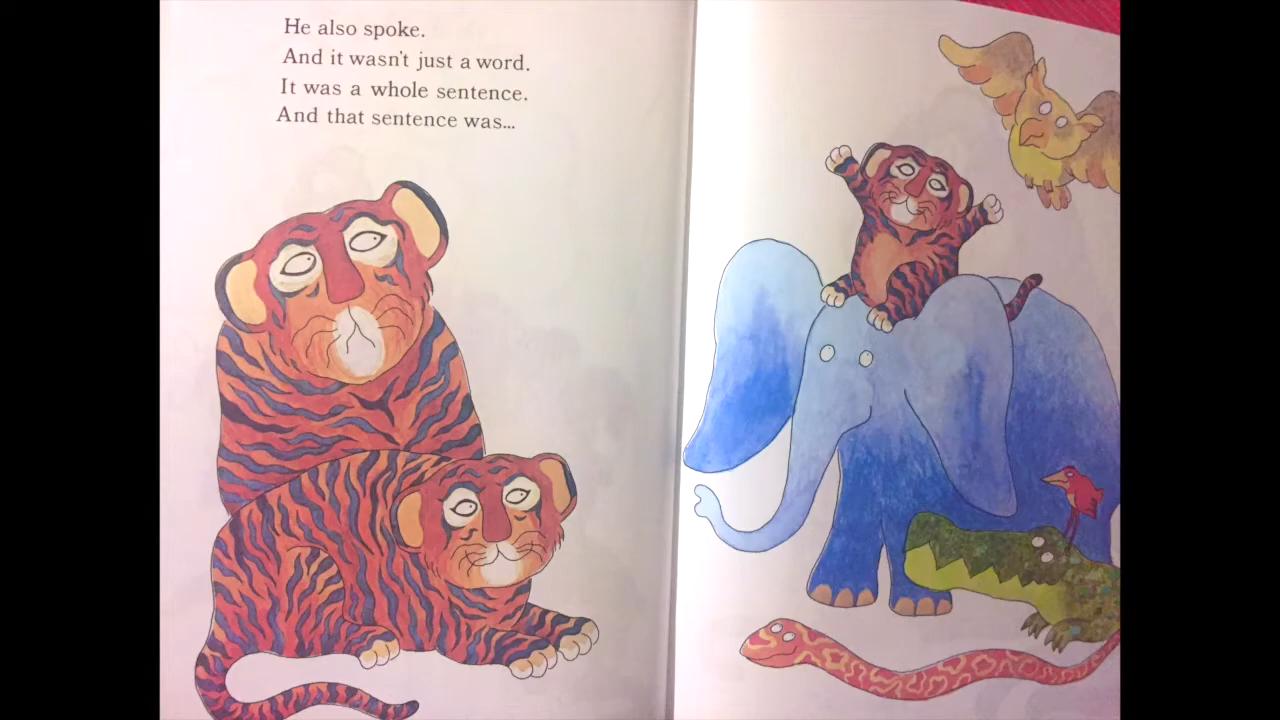 He also spoke.
And it wasn't just a word.
It was a whole sentence.
And that sentence was...